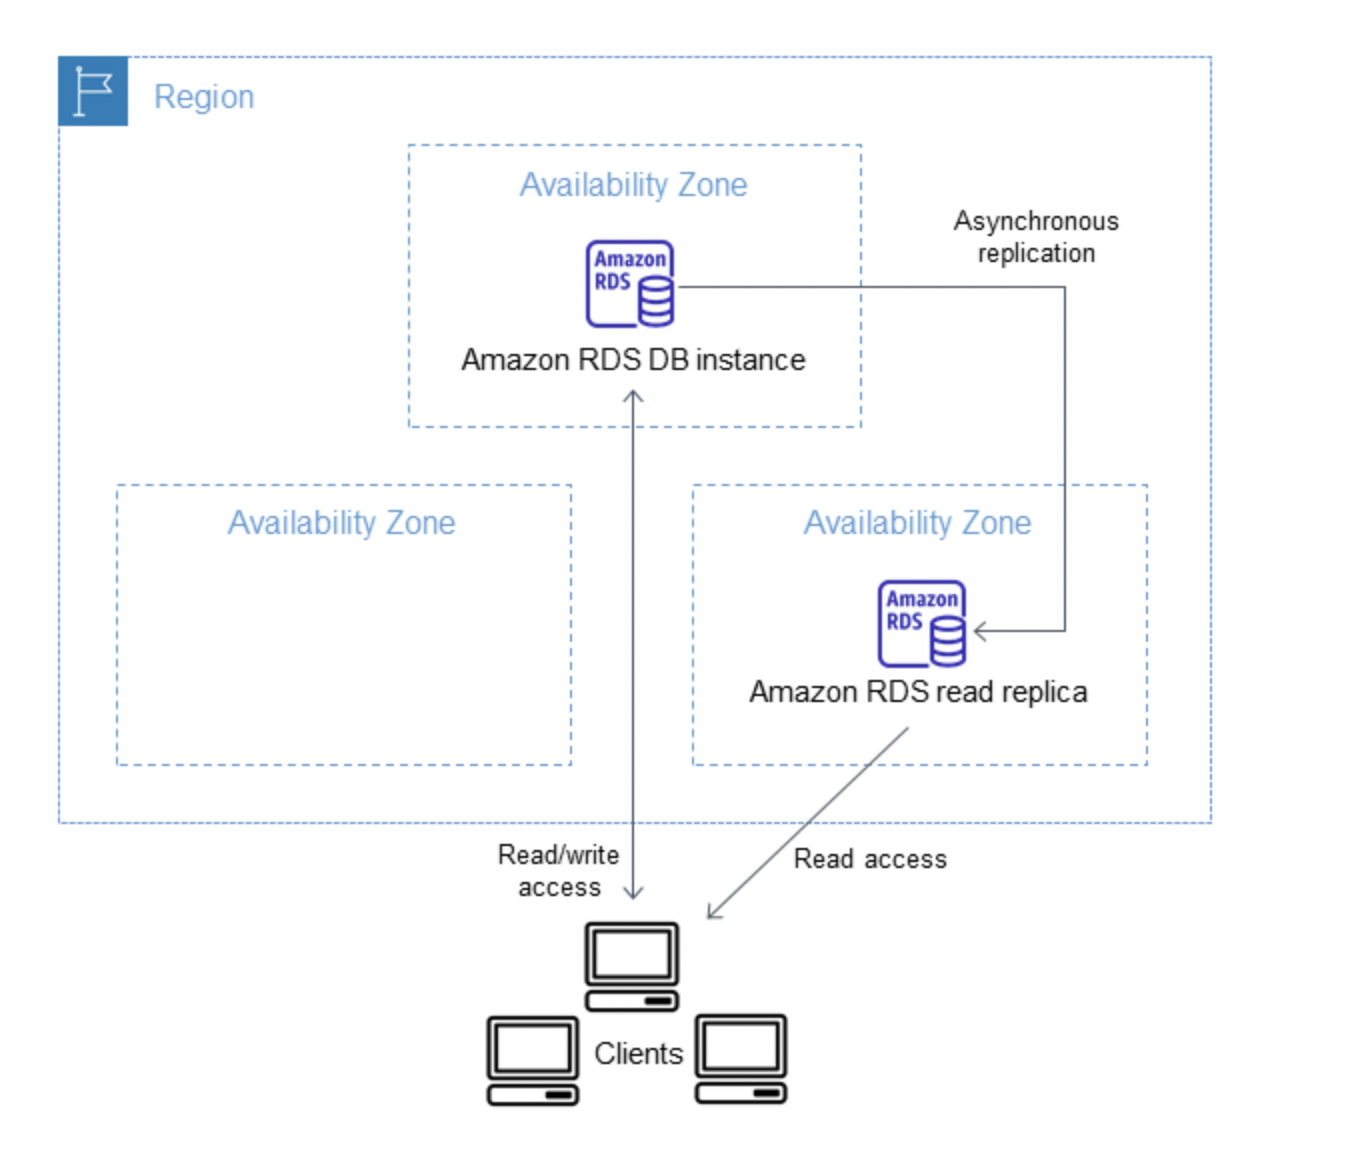 Region
Availability Zone
Asynchronous
replication
Amazon
RDS
Amazon RDS DB instance
Availability Zone
Availability Zone
Amazon
RDS
Amazon RDS read replica
Read/write
access
Read access
Clients